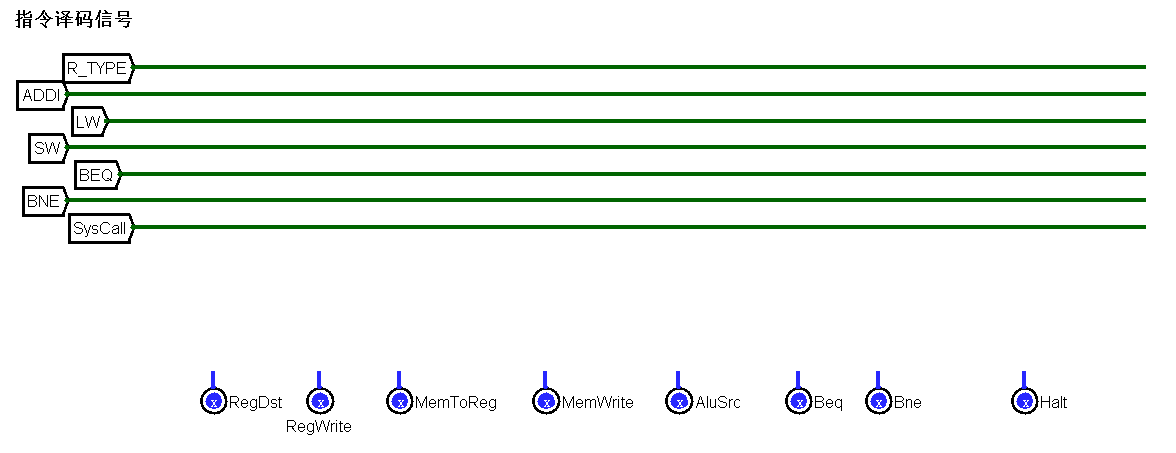 指令译码信号
R_TYPE
ADDI
LW
SW
BEQ
BNE
SysCall
x RegDst x x MemToReg x MemWrite x AluSrc x Beq x Bne x Halt
RegWrite